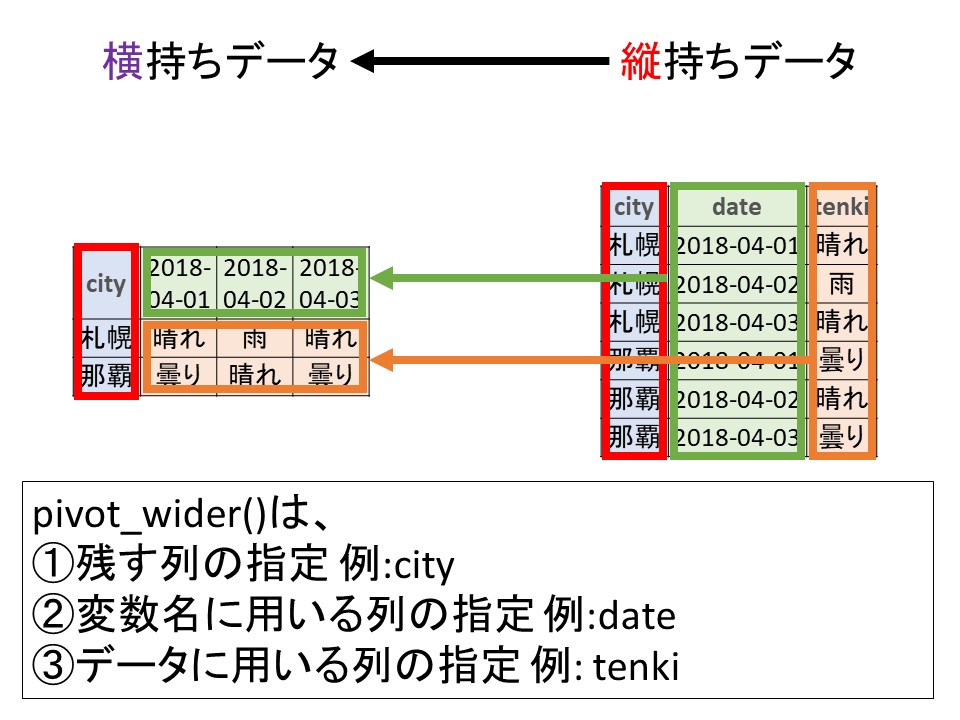 横持ちデータ 縦持ちデータ
city 2018-04-01 2018-04-02 2018-04-03
札幌 晴れ 雨 晴れ
那覇 曇り 晴れ 曇り
city date tenki
札幌 2018-04-01 晴れ
札幌 2018-04-02 雨
札幌 2018-04-03 晴れ
那覇 2018-04-01 曇り
那覇 2018-04-02 晴れ
那覇 2018-04-03 曇り
pivot_wider()は、
①残す列の指定 例:city
②変数名に用いる列の指定 例:date
③データに用いる列の指定 例: tenki